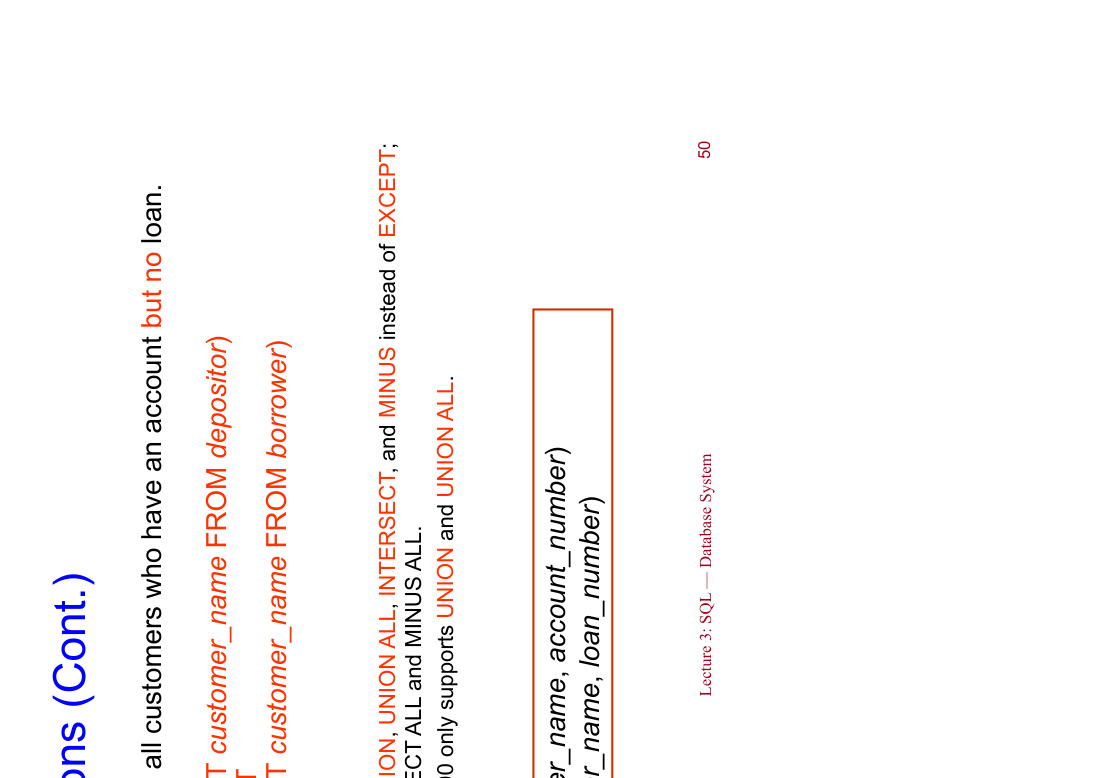 ons (Cont.)
all customers who have an account but no loan.
T customer_name FROM depositor)
T
T customer_name FROM borrower)
ION, UNION ALL, INTERSECT, and MINUS instead of EXCEPT;
ECT ALL and MINUS ALL.
00 only supports UNION and UNION ALL.
er_name, account_number)
r_name, loan_number)
Lecture 3: SQL — Database System
50